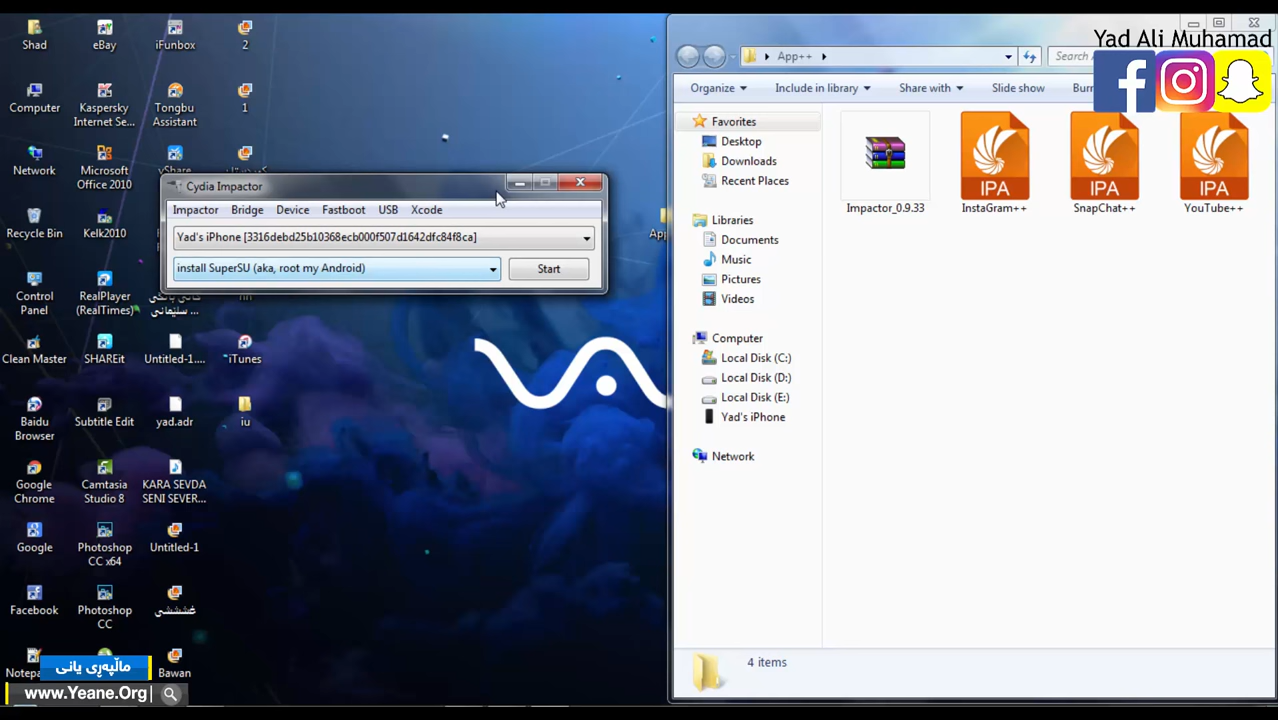 Shad
eBay
iFunbox
2
Computer
Kaspersky
Internet Se...
Tongbu
Assistant
1
Network
Microsoft
Office 2010
vShare
Recycle Bin
Kelk2010
Control
Panel
RealPlayer
(RealTimes)
سليمانى ...
Clean Master
SHAREit
Untitled-1....
iTunes
Baidu
Browser
Subtitle Edit
yad.adr
iu
Google
Chrome
Camtasia
Studio 8
KARA SEVDA
SENI SEVER...
Google
Photoshop
CC x64
Untitled-1
Facebook
Photoshop
CC
غشششى
Notep
Bawan
ماڵپەڕی یانی
www.Yeane.Org
Cydia Impactor
Impactor Bridge Device Fastboot USB Xcode
Yad's iPhone [3316debd25b10368ecb000f507d1642dfc84f8ca]
install SuperSU (aka, root my Android)
Start
App
Yad Ali Muhamad
App++
Search
Organize Include in library Share with Slide show Bur
Favorites
Desktop
Downloads
Recent Places
Libraries
Documents
Music
Pictures
Videos
Computer
Local Disk (C:)
Local Disk (D:)
Local Disk (E:)
Yad's iPhone
Network
IPA
IPA
IPA
Impactor_0.9.33
InstaGram++
SnapChat++
YouTube++
4 items